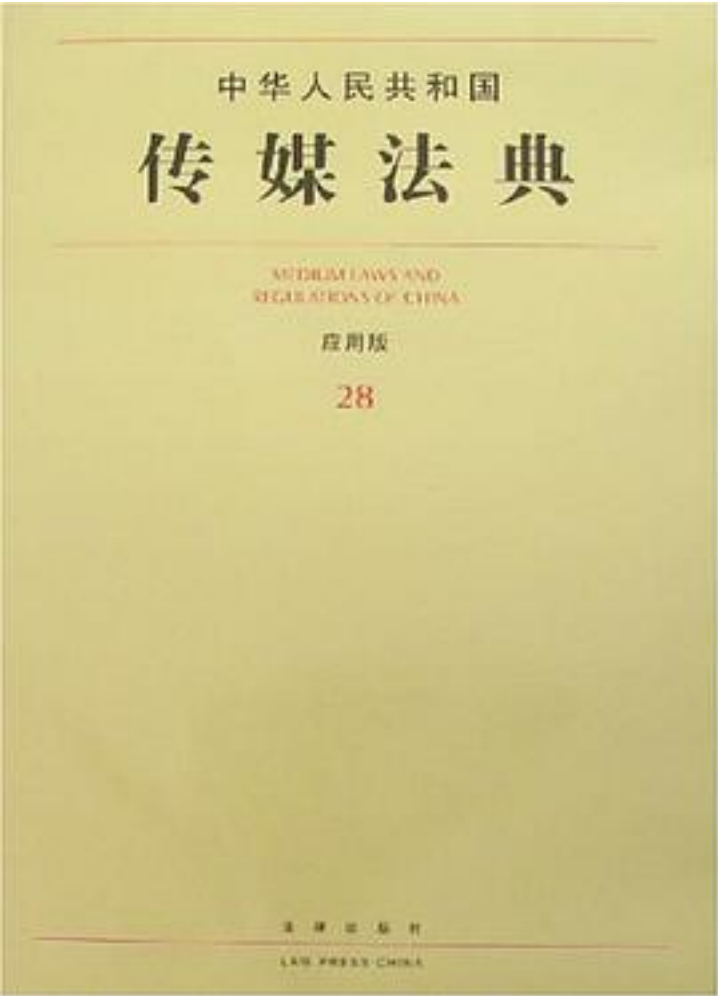 中华人民共和国
传媒法典
MEDIUM LAWS AND
REGULATIONS OF CHINA
应用版
28
法律出版社
LAW PRESS·CHINA